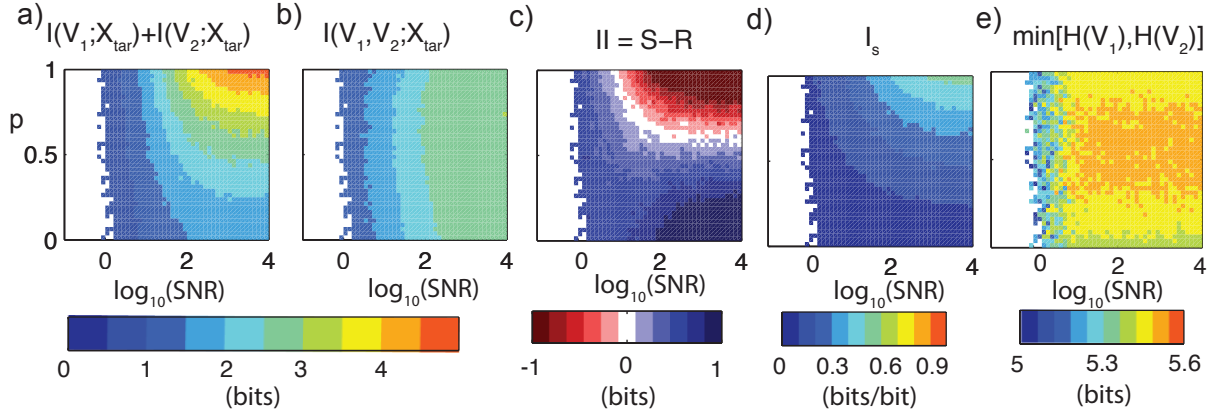 a) b) c) d) e)
I(V₁;Xₜₐᵣ)+I(V₂;Xₜₐᵣ) I(V₁,V₂;Xₜₐᵣ) II = S−R Iₛ min[H(V₁),H(V₂)]
1
p 0.5
0
0 2 4 0 2 4 0 2 4 0 2 4 0 2 4
log₁₀(SNR) log₁₀(SNR) log₁₀(SNR) log₁₀(SNR) log₁₀(SNR)
0 1 2 3 4 -1 0 1 0 0.3 0.6 0.9 5 5.3 5.6
(bits) (bits) (bits/bit) (bits)